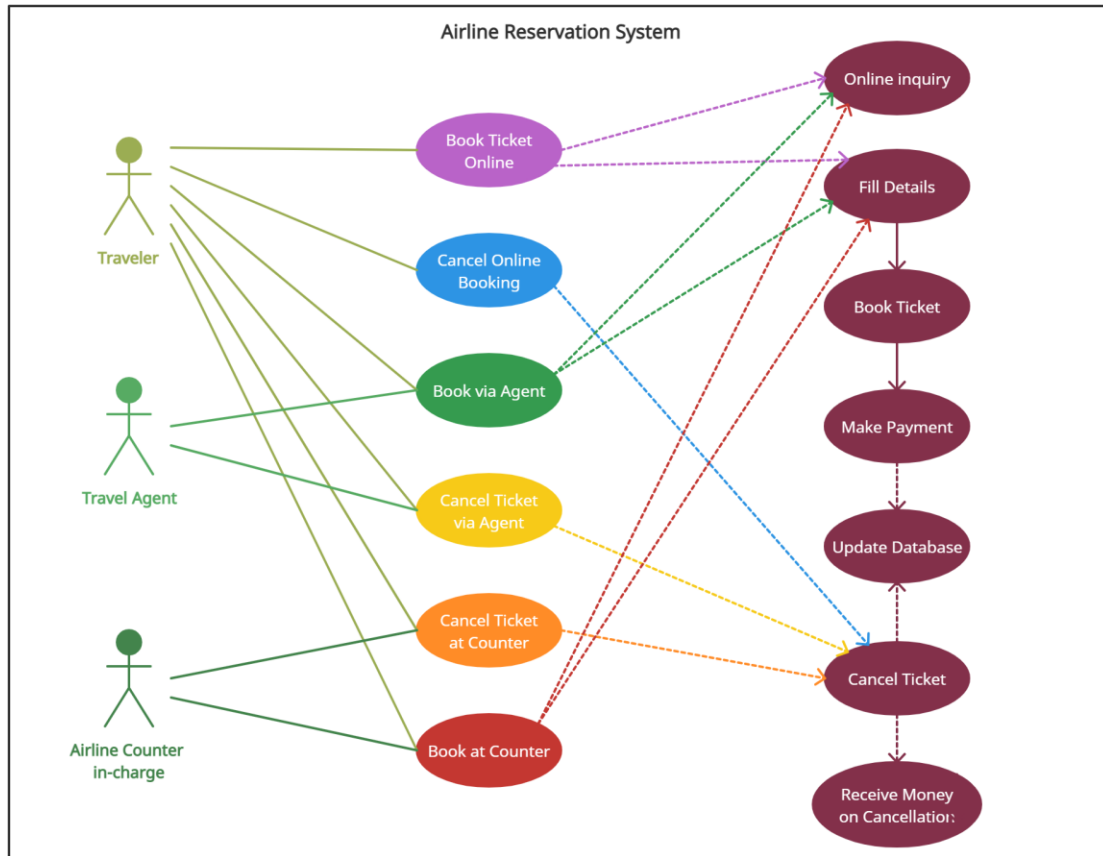 Airline Reservation System
Traveler
Travel Agent
Airline Counter
in-charge
Book Ticket
Online
Cancel Online
Booking
Book via Agent
Cancel Ticket
via Agent
Cancel Ticket
at Counter
Book at Counter
Online inquiry
Fill Details
Book Ticket
Make Payment
Update Database
Cancel Ticket
Receive Money
on Cancellation: